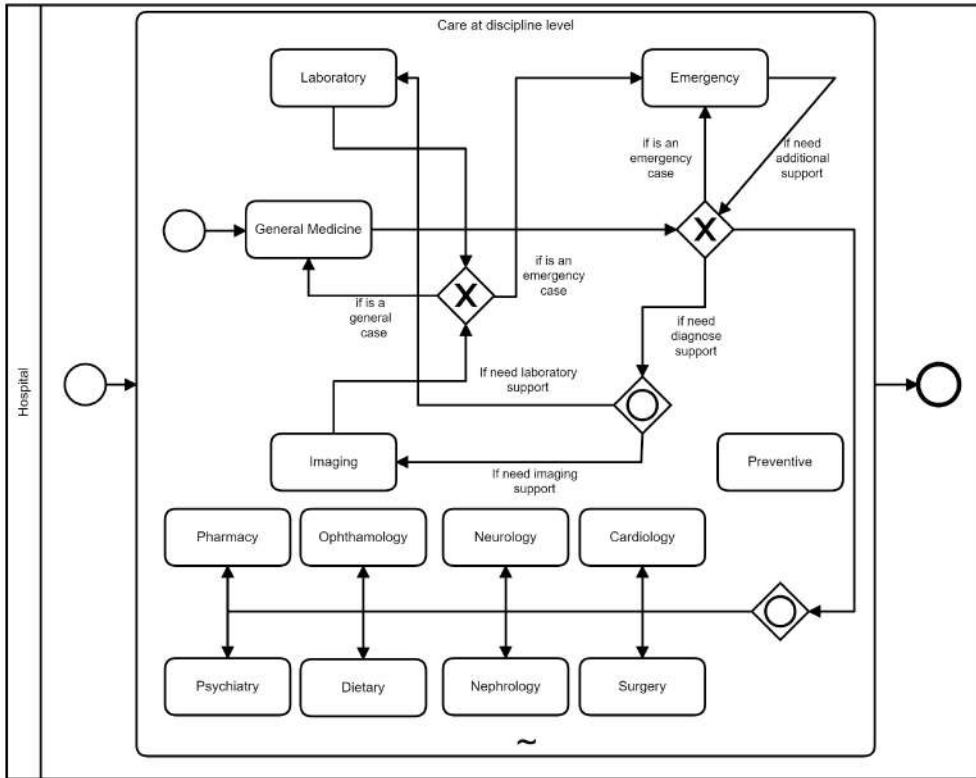 Care at discipline level
Hospital
Laboratory
Emergency
if is an
emergency
case
If need
additional
support
General Medicine
if is an
emergency
case
if is a
general
case
if need
diagnose
support
If need laboratory
support
Imaging
If need imaging
support
Preventive
Pharmacy
Ophthamology
Neurology
Cardiology
Psychiatry
Dietary
Nephrology
Surgery
~